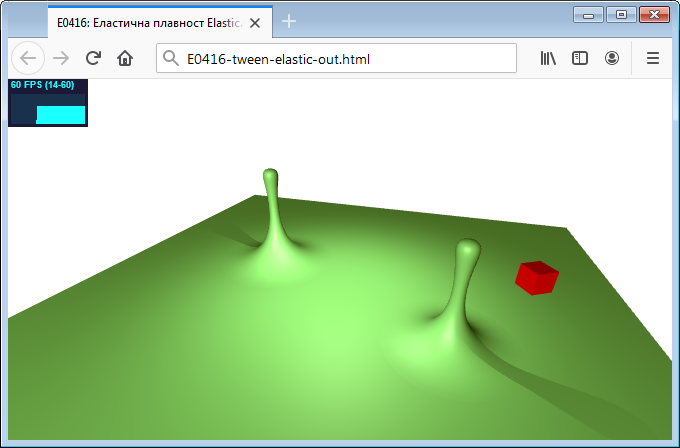 E0416: Еластична плавност Elastic.
E0416-tween-elastic-out.html
60 FPS (14-60)